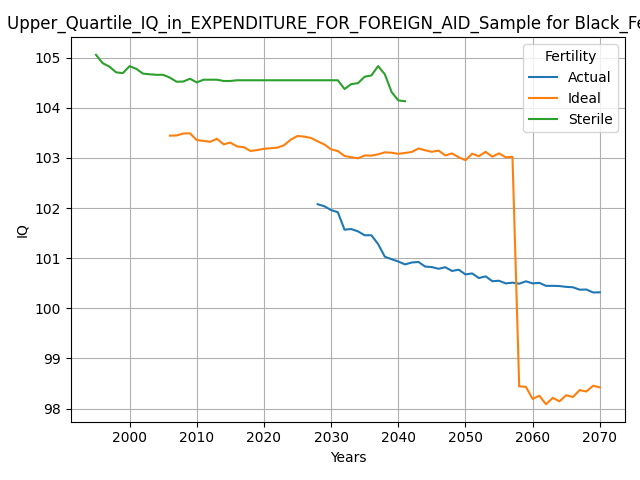 Upper_Quartile_IQ_in_EXPENDITURE_FOR_FOREIGN_AID_Sample for Black_Fe
Fertility
Actual
Ideal
Sterile
105
104
103
102
101
100
99
98
IQ
2000 2010 2020 2030 2040 2050 2060 2070
Years